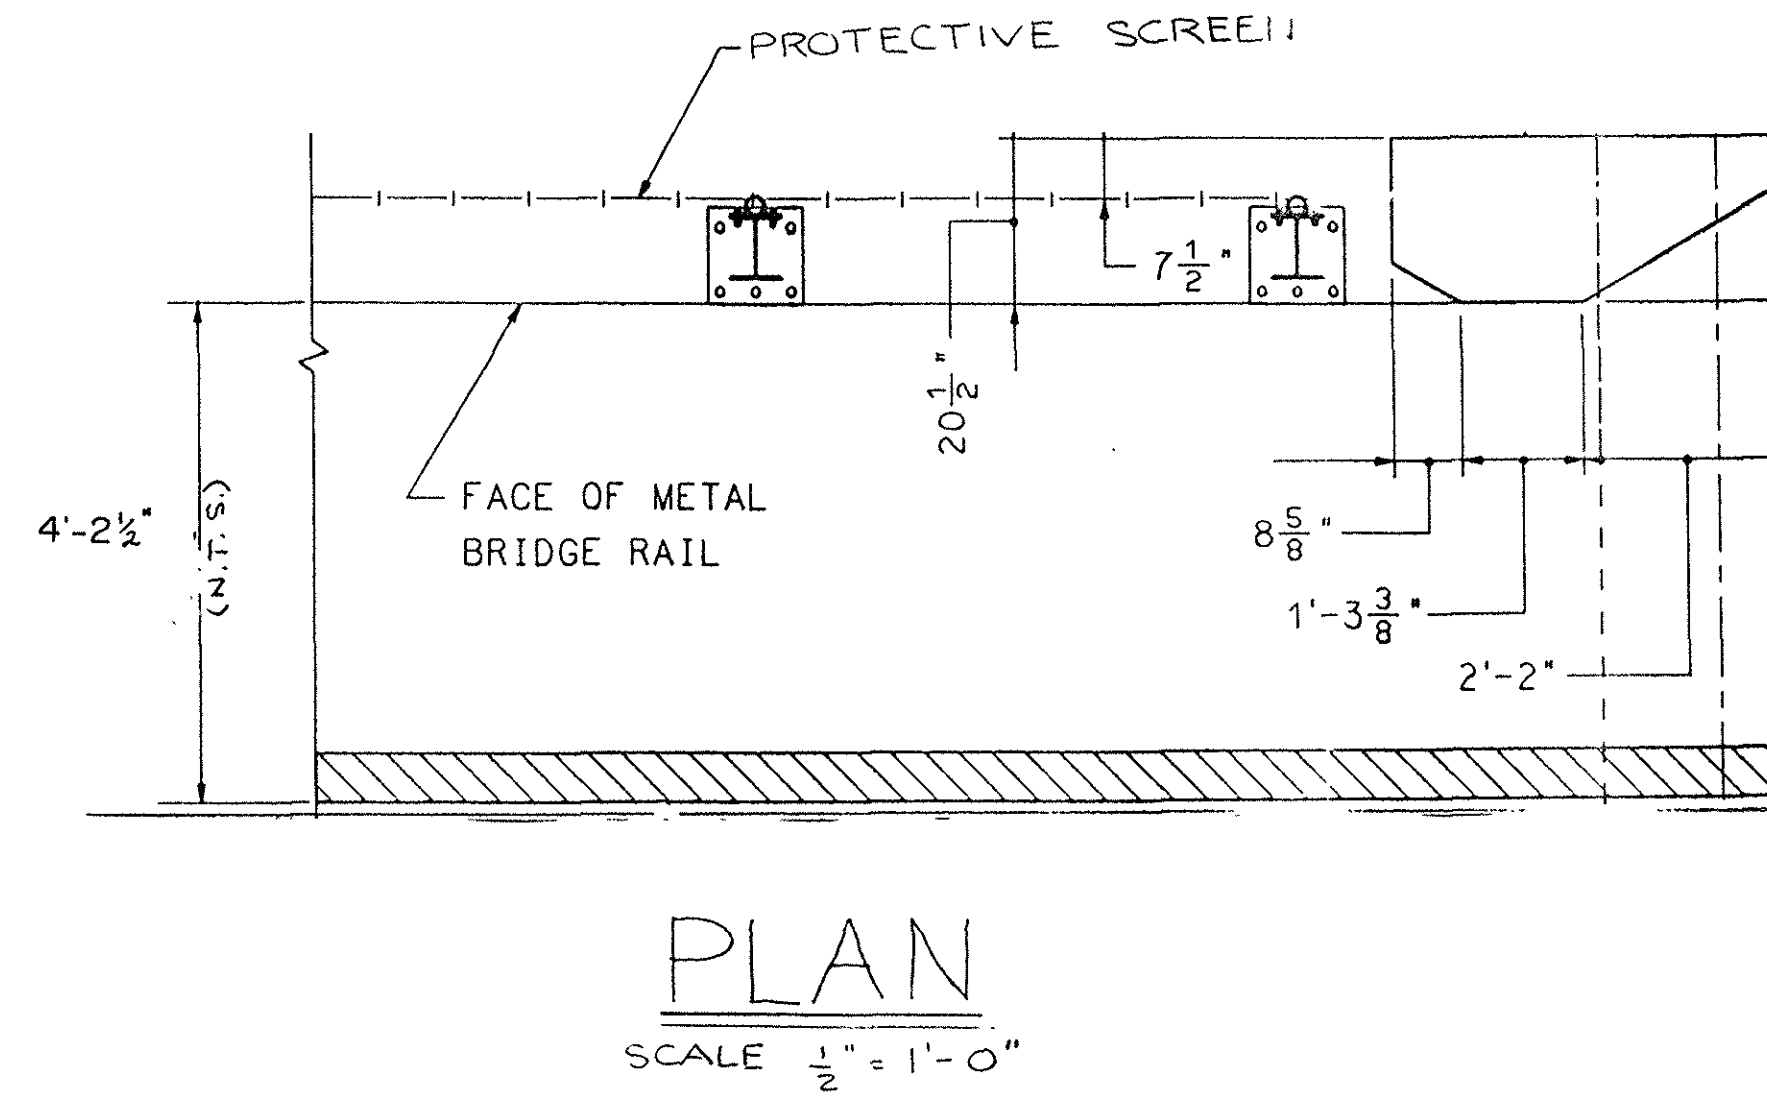 PROTECTIVE SCREEN
7 1/2"
20 1/2"
FACE OF METAL
BRIDGE RAIL
4'-2 1/2"
(N.T.S.)
8 5/8"
1'-3 3/8"
2'-2"
PLAN
SCALE 1/2" = 1'-0"